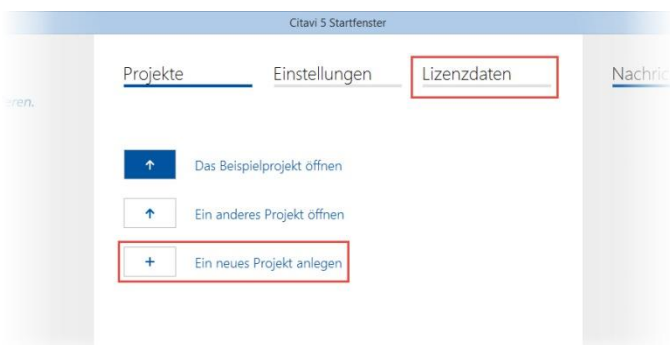 Citavi 5 Startfenster
Projekte Einstellungen Lizenzdaten
Das Beispielprojekt öffnen
Ein anderes Projekt öffnen
Ein neues Projekt anlegen